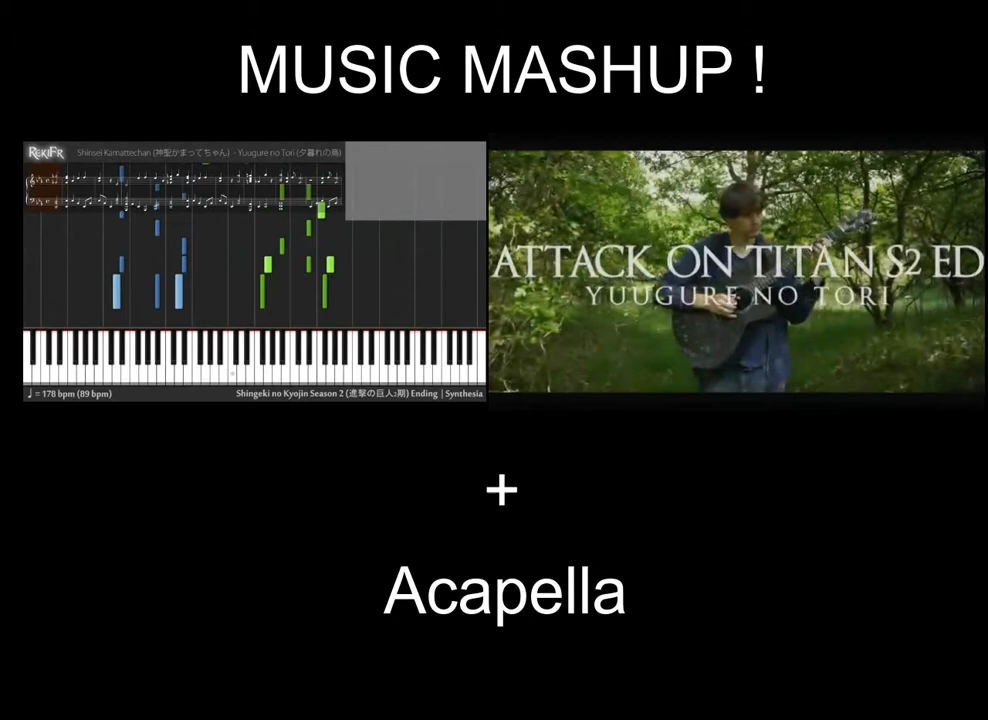 MUSIC MASHUP !
REKIFR
Shinsei Kamattechan (神聖かまってちゃん) - Yuugure no Tori (夕暮れの鳥)
ATTACK ON TITAN S2 ED
- YUUGURE NO TORI -
♩ = 178 bpm (89 bpm)
Shingeki no Kyojin Season 2 (進撃の巨人2期) Ending | Synthesia
+
Acapella